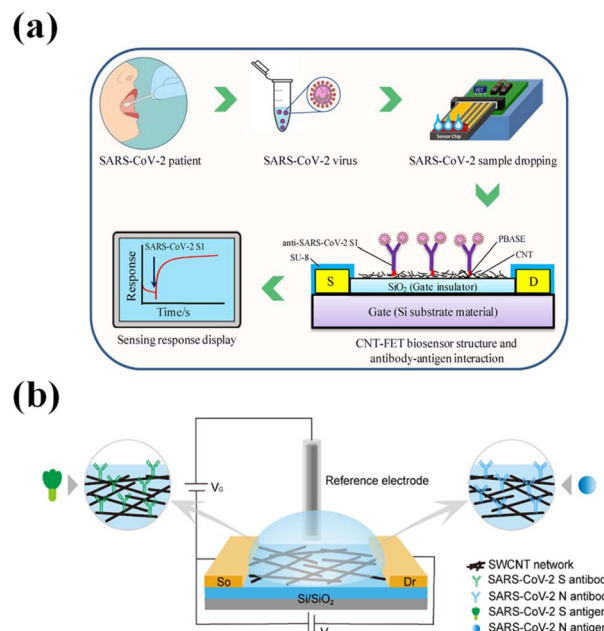 (a)
SARS-CoV-2 patient
SARS-CoV-2 virus
FET
Sensor Chip
SARS-CoV-2 sample dropping
SARS-CoV-2 S1
Response
Time/s
Sensing response display
anti-SARS-CoV-2 S1
SU-8
PBASE
CNT
S
D
SiO₂ (Gate insulator)
Gate (Si substrate material)
CNT-FET biosensor structure and
antibody-antigen interaction
(b)
Reference electrode
V_G
So
Dr
Si/SiO₂
SWCNT network
SARS-CoV-2 S antibod
SARS-CoV-2 N antibod
SARS-CoV-2 S antigen
SARS-CoV-2 N antigen